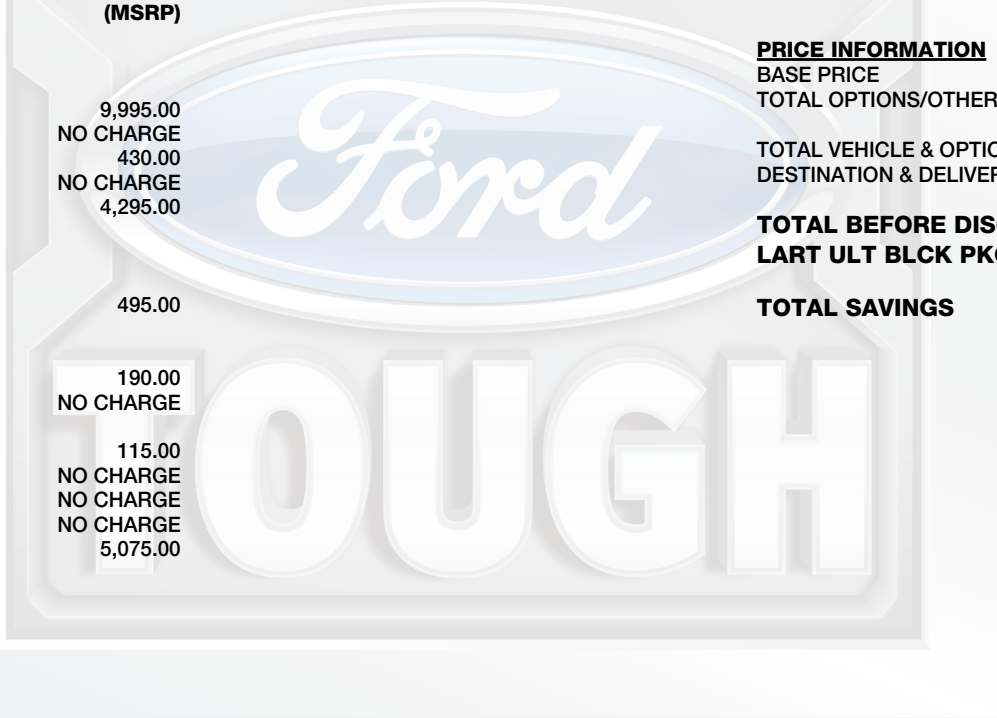 (MSRP)
9,995.00
NO CHARGE
430.00
NO CHARGE
4,295.00
495.00
190.00
NO CHARGE
115.00
NO CHARGE
NO CHARGE
NO CHARGE
5,075.00
Ford
TOUGH
PRICE INFORMATION
BASE PRICE
TOTAL OPTIONS/OTHER
TOTAL VEHICLE & OPTIO
DESTINATION & DELIVER
TOTAL BEFORE DISC
LART ULT BLCK PKG
TOTAL SAVINGS